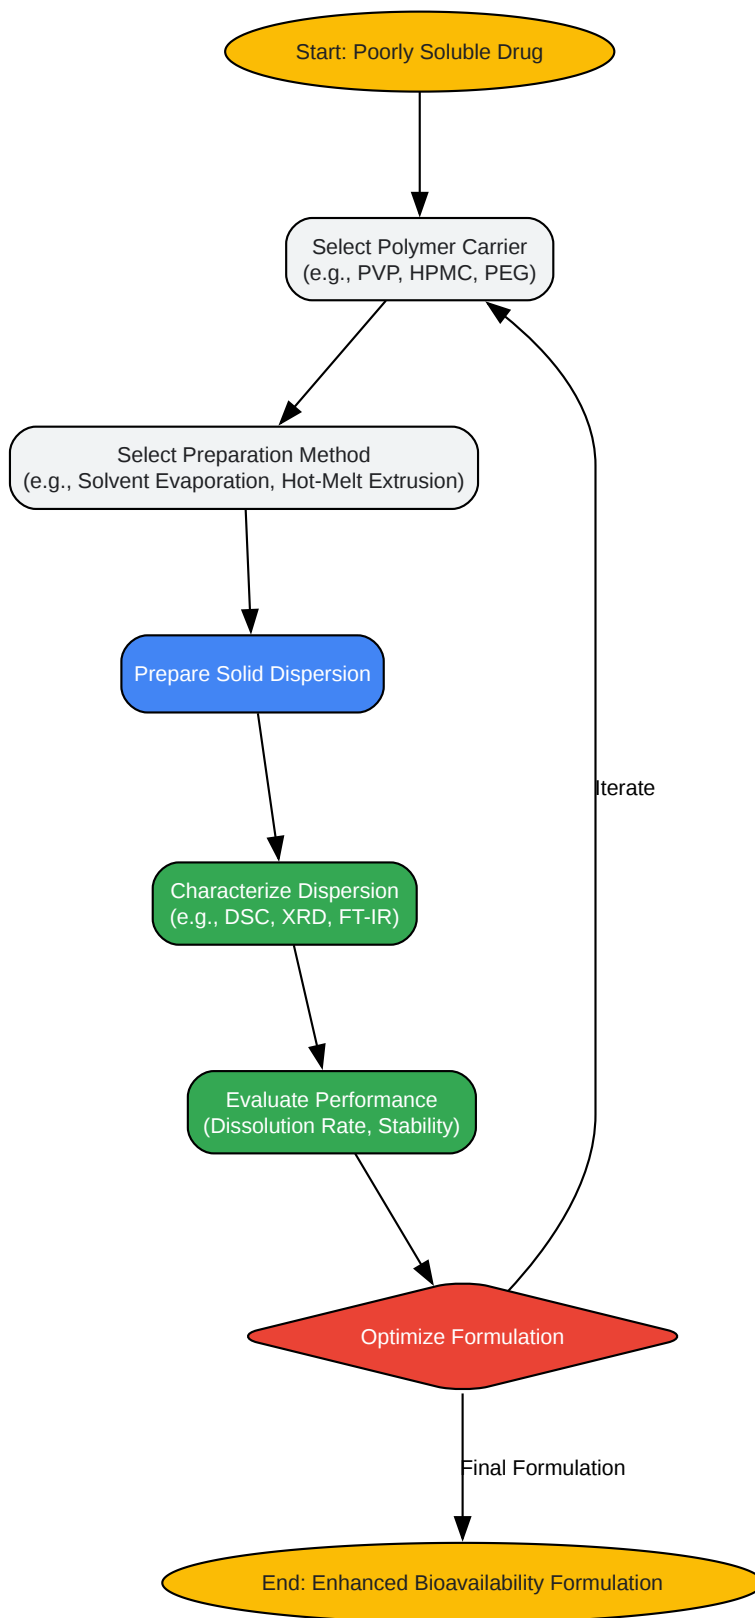 Start: Poorly Soluble Drug
Select Polymer Carrier
(e.g., PVP, HPMC, PEG)
Select Preparation Method
(e.g., Solvent Evaporation, Hot-Melt Extrusion)
Prepare Solid Dispersion
Iterate
Characterize Dispersion
(e.g., DSC, XRD, FT-IR)
Evaluate Performance
(Dissolution Rate, Stability)
Optimize Formulation
Final Formulation
End: Enhanced Bioavailability Formulation